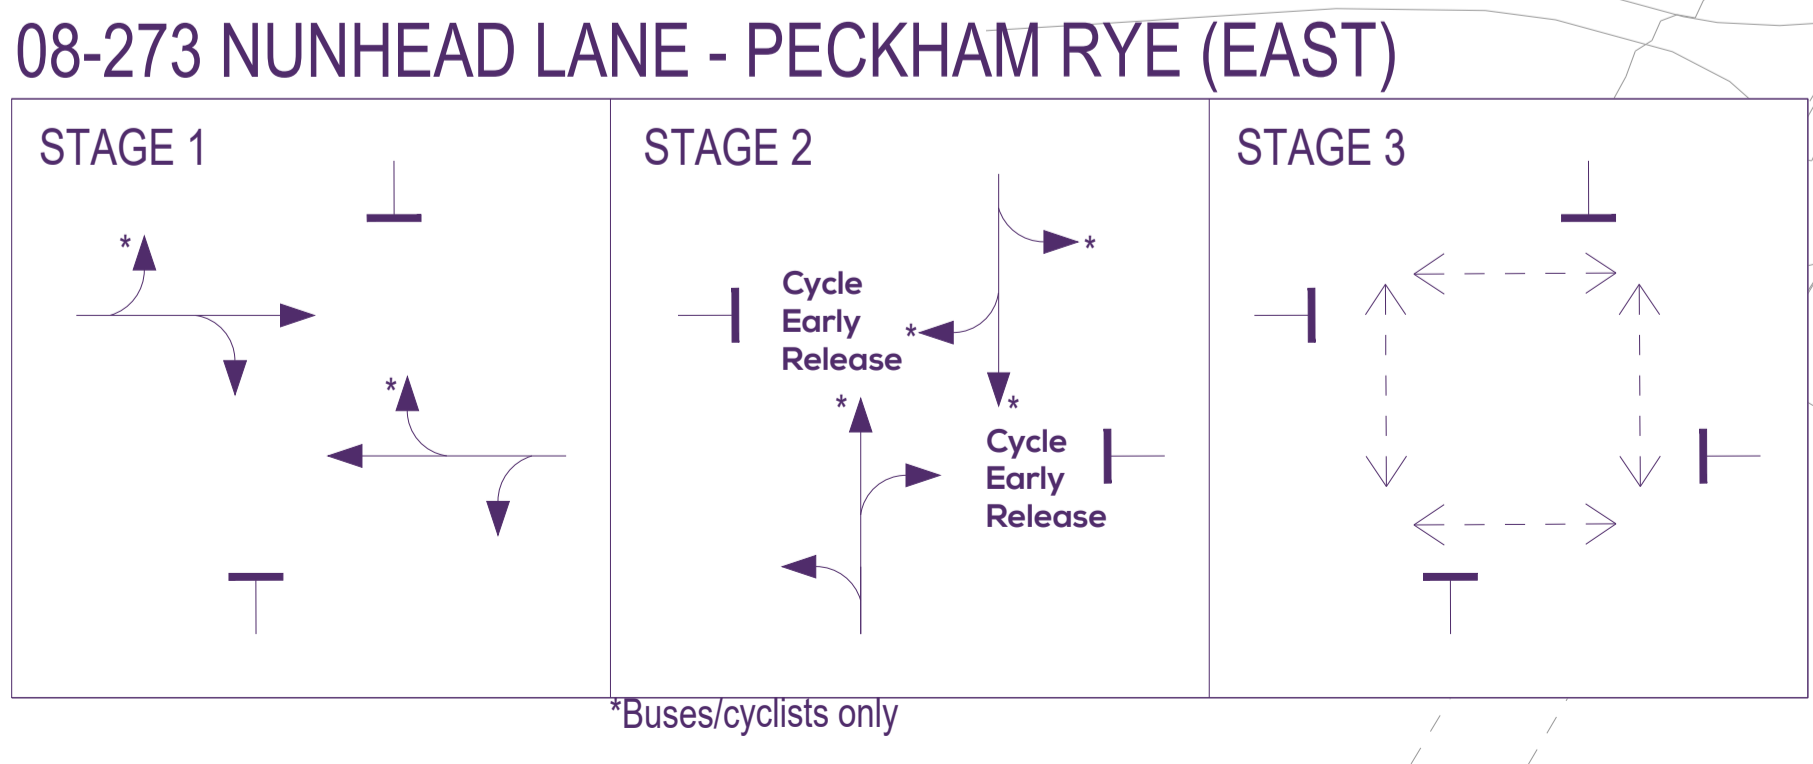 08-273 NUNHEAD LANE - PECKHAM RYE (EAST)
STAGE 1
*
*
STAGE 2
*
Cycle
Early
Release
*
*
*
Cycle
Early
Release
STAGE 3
*Buses/cyclists only